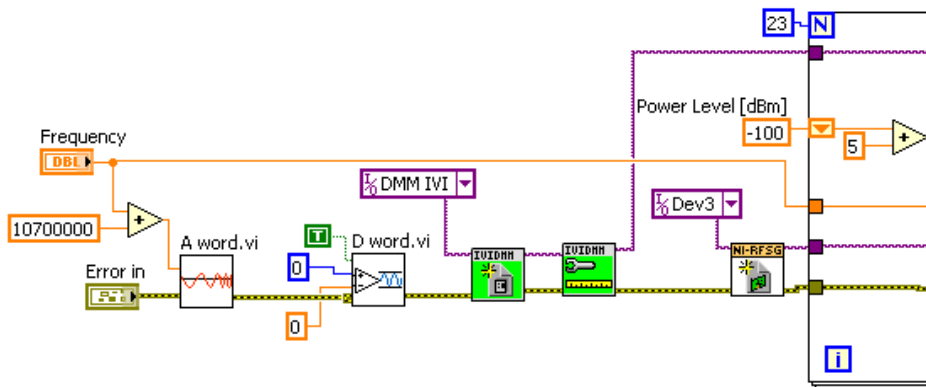 23
N
Power Level [dBm]
-100
5
+
Frequency
DBL
I/O DMM IVI
I/O Dev3
10700000
+
A word.vi
T
D word.vi
IVIDMM
IVIDMM
NI-RFSG
Error in
0
0
i